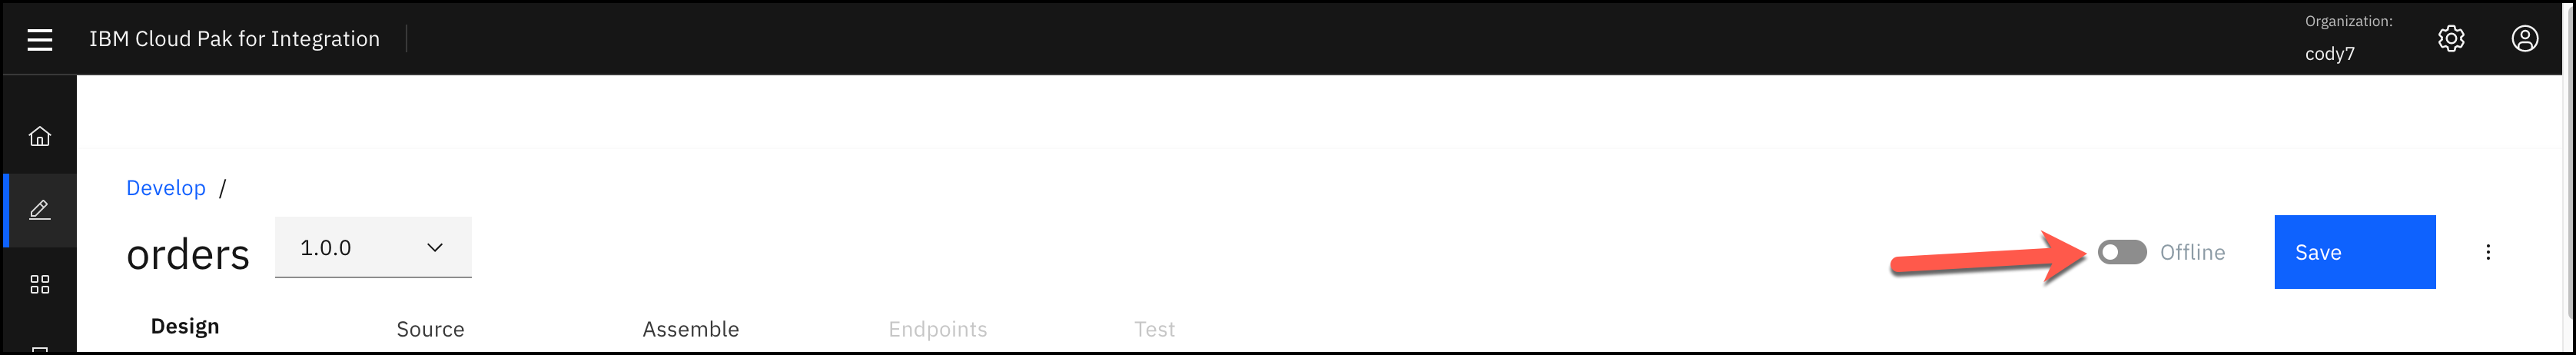 IBM Cloud Pak for Integration
Organization:
cody7
Develop /
orders
1.0.0
Offline
Save
Design
Source
Assemble
Endpoints
Test